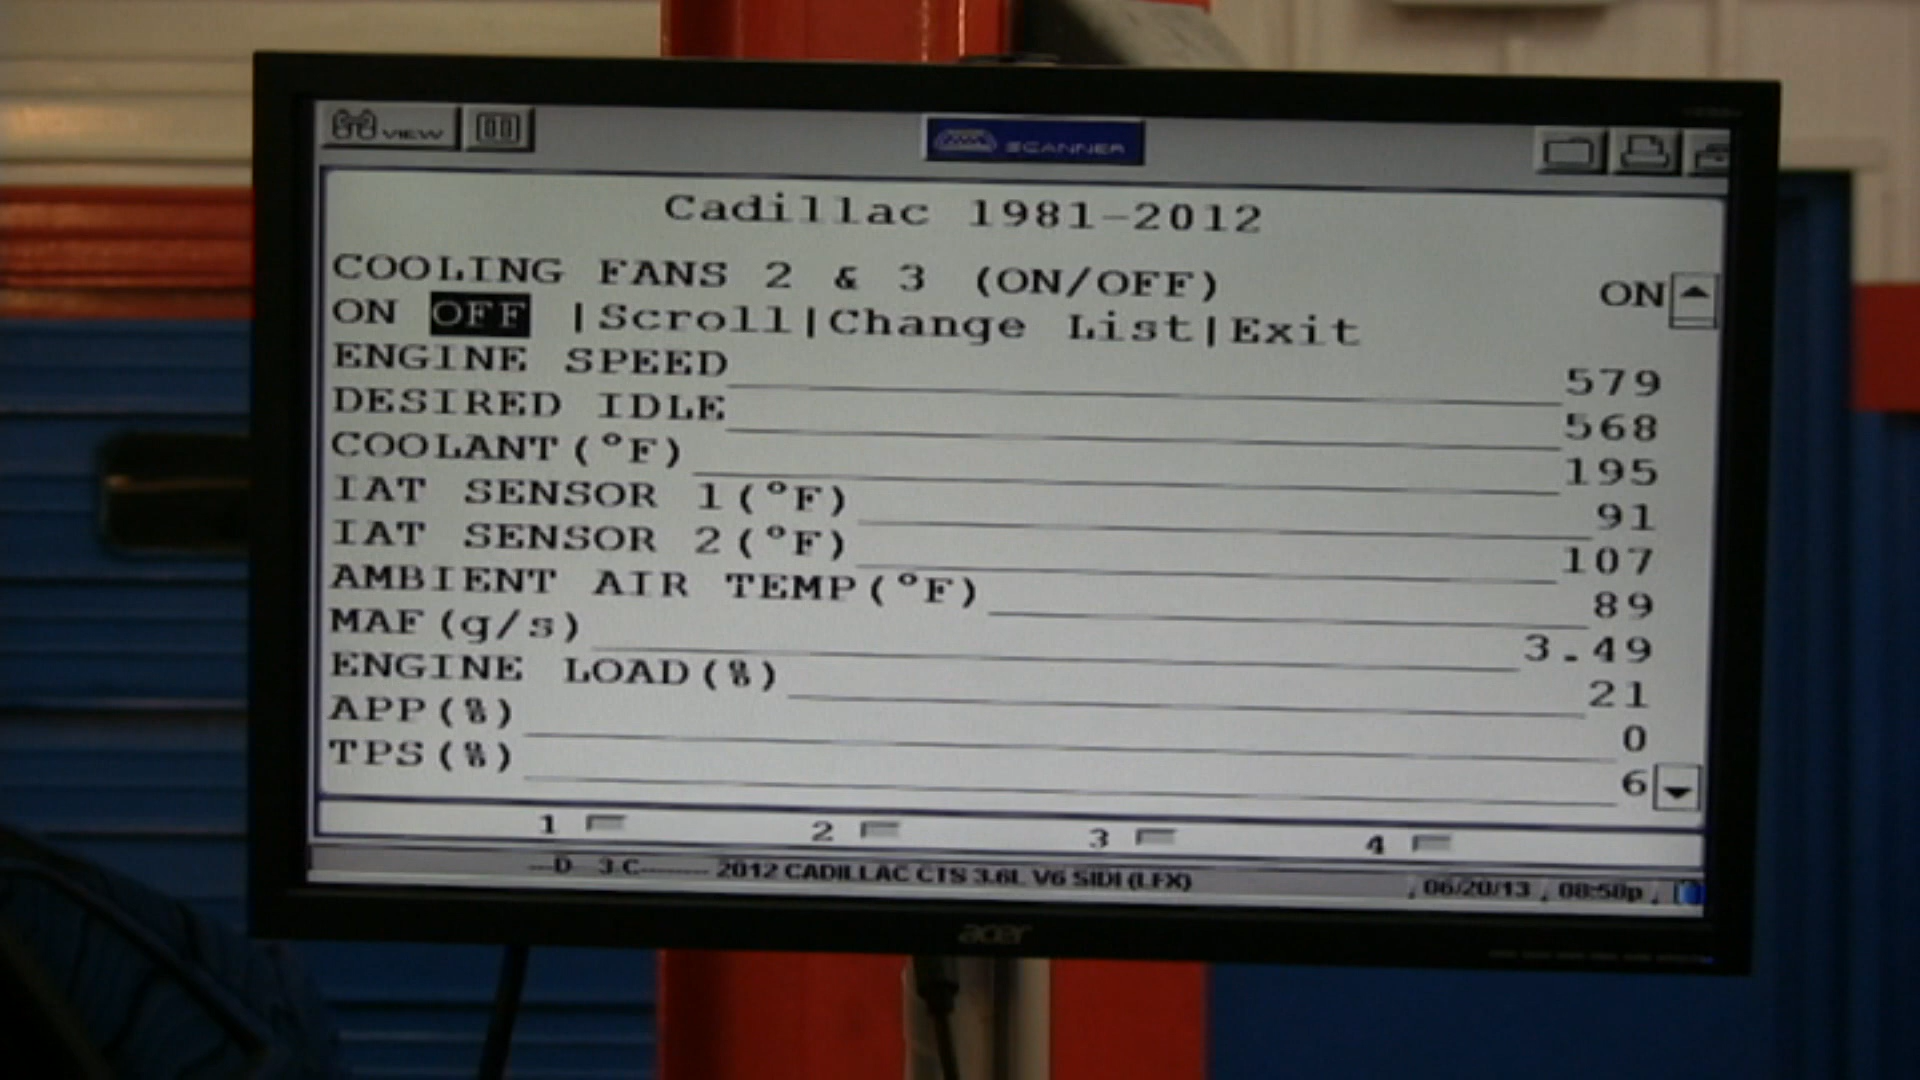 VIEW
SCANNER
Cadillac 1981-2012
COOLING FANS 2 & 3 (ON/OFF) ON
ON OFF |Scroll|Change List|Exit
ENGINE SPEED 579
DESIRED IDLE 568
COOLANT(°F) 195
IAT SENSOR 1(°F) 91
IAT SENSOR 2(°F) 107
AMBIENT AIR TEMP(°F) 89
MAF(g/s) 3.49
ENGINE LOAD(%) 21
APP(%) 0
TPS(%) 6
1 2 3 4
---D 3 C-------- 2012 CADILLAC CTS 3.6L V6 SIDI (LFX) , 06/20/13 , 08:58p ,
acer